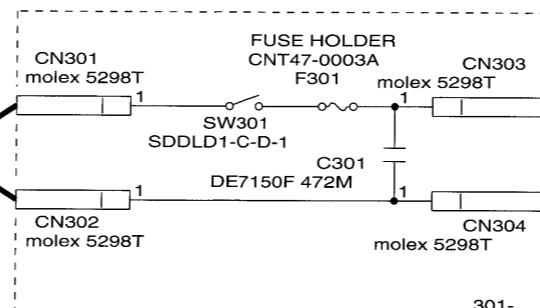 FUSE HOLDER
CNT47-0003A
F301
CN301
molex 5298T
CN303
molex 5298T
1
1
SW301
SDDLD1-C-D-1
C301
DE7150F 472M
1
1
CN302
molex 5298T
CN304
molex 5298T
301-